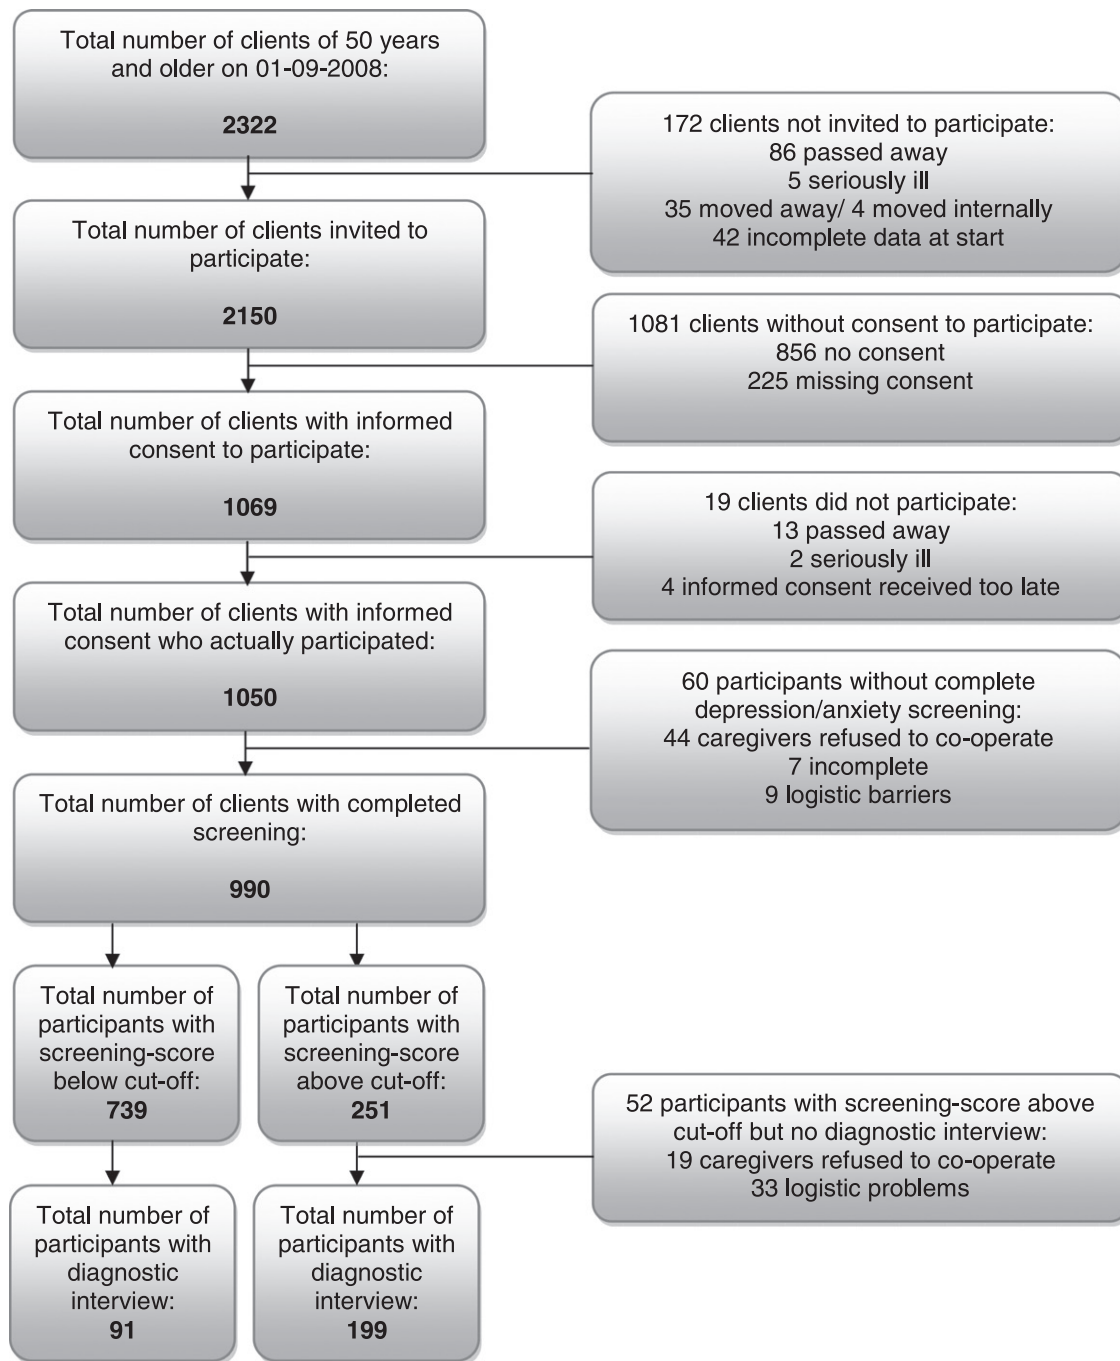 Total number of clients of 50 years
and older on 01-09-2008:
2322
172 clients not invited to participate:
86 passed away
5 seriously ill
35 moved away/ 4 moved internally
42 incomplete data at start
Total number of clients invited to
participate:
2150
1081 clients without consent to participate:
856 no consent
225 missing consent
Total number of clients with informed
consent to participate:
1069
19 clients did not participate:
13 passed away
2 seriously ill
4 informed consent received too late
Total number of clients with informed
consent who actually participated:
1050
60 participants without complete
depression/anxiety screening:
44 caregivers refused to co-operate
7 incomplete
9 logistic barriers
Total number of clients with completed
screening:
990
Total number of
participants with
screening-score
below cut-off:
739
Total number of
participants with
screening-score
above cut-off:
251
52 participants with screening-score above
cut-off but no diagnostic interview:
19 caregivers refused to co-operate
33 logistic problems
Total number of
participants with
diagnostic
interview:
91
Total number of
participants with
diagnostic
interview:
199